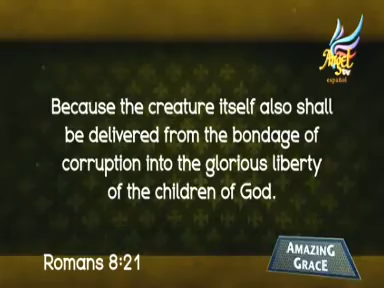 Angel
TV
español
Because the creature itself also shall
be delivered from the bondage of
corruption into the glorious liberty
of the children of God.
Romans 8:21
AMAZING
GRACE